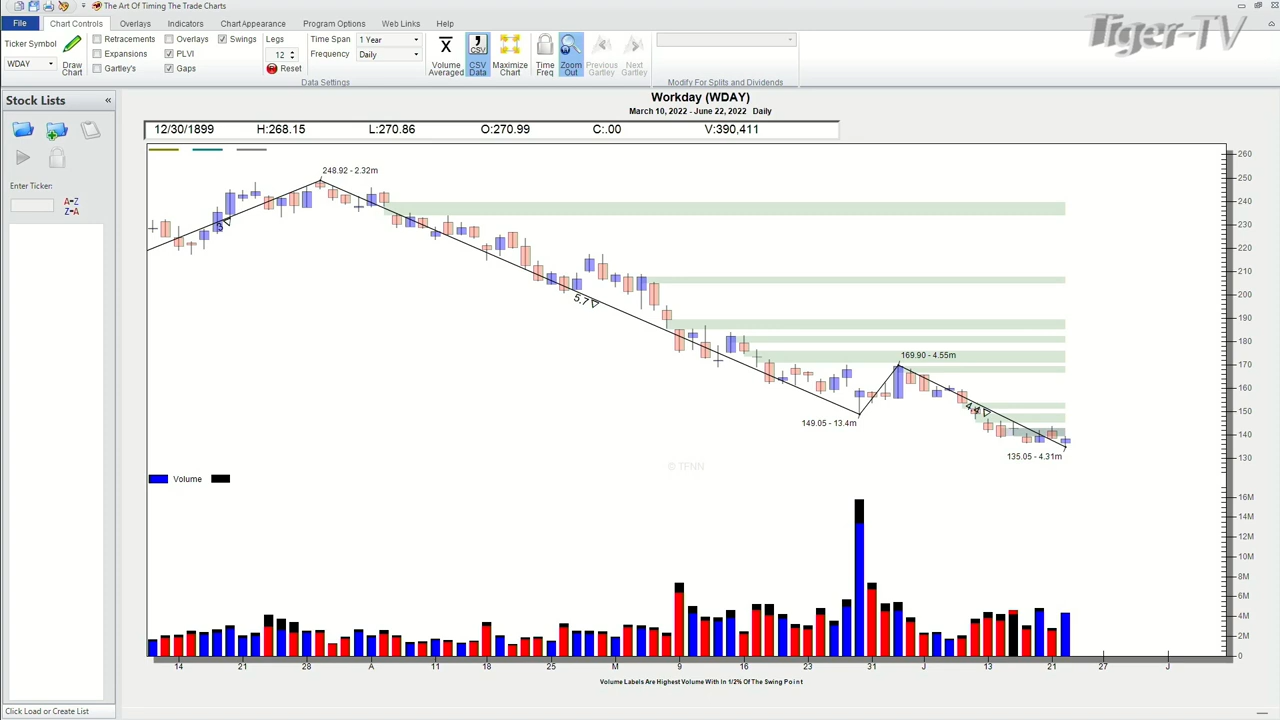 The Art Of Timing The Trade Charts
Tiger-TV
File
Chart Controls
Overlays
Indicators
Chart Appearance
Program Options
Web Links
Help
Ticker Symbol
WDAY
Draw Chart
Retracements
Overlays
Swings
Expansions
PLVI
Gartley's
Gaps
Legs
12
Reset
Time Span
1 Year
Frequency
Daily
Data Settings
Volume Averaged
CSV
CSV Data
Maximize Chart
Time Freq
Zoom Out
Previous Gartley
Next Gartley
Modify For Splits and Dividends
Stock Lists
«
Enter Ticker:
A-Z
Z-A
Workday (WDAY)
March 10, 2022 - June 22, 2022 Daily
12/30/1899 H:268.15 L:270.86 O:270.99 C:.00 V:390,411
248.92 - 2.32m
5.7
169.90 - 4.55m
149.05 - 13.4m
135.05 - 4.31m
260
250
240
230
220
210
200
190
180
170
160
150
140
130
© TFNN
Volume
16M
14M
12M
10M
8M
6M
4M
2M
0
14 21 28 A 11 18 25 M 9 16 23 31 J 13 21 27 J
Volume Labels Are Highest Volume With In 1/2% Of The Swing Point
Click Load or Create List